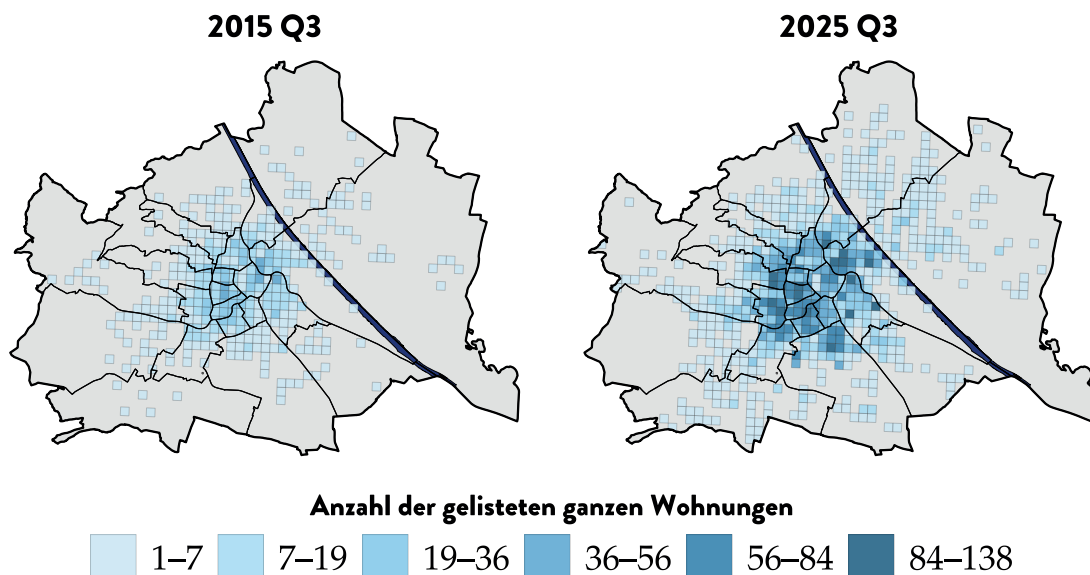 2015 Q3 2025 Q3
Anzahl der gelisteten ganzen Wohnungen
1–7 7–19 19–36 36–56 56–84 84–138